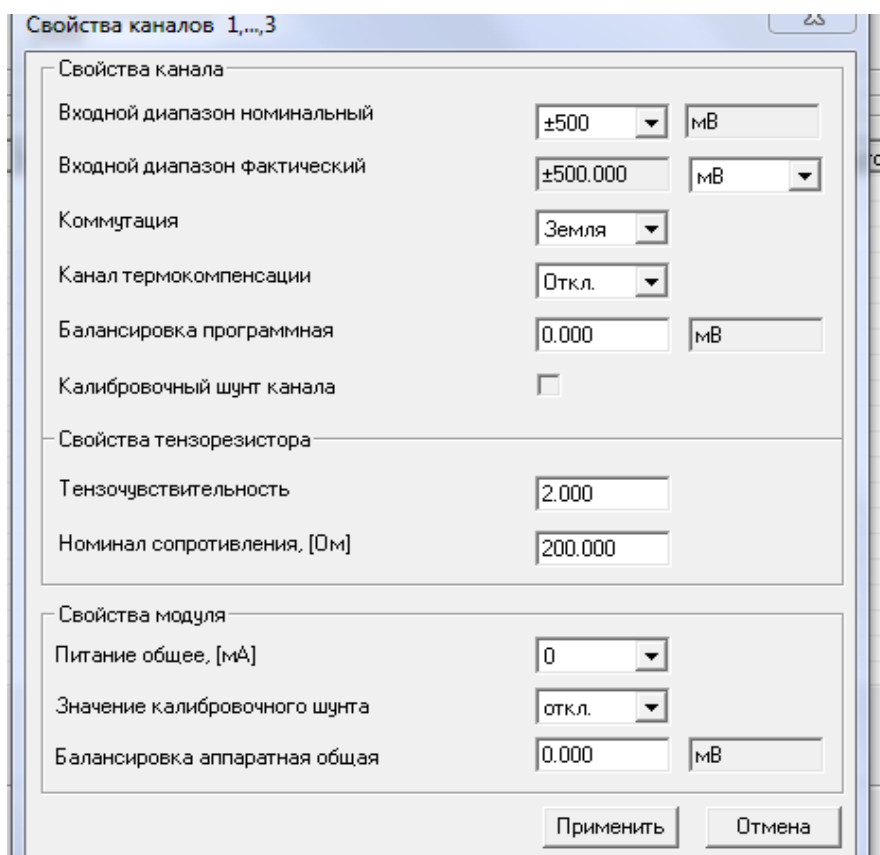 Свойства каналов 1,...,3
Свойства канала
Входной диапазон номинальный ±500 мВ
Входной диапазон фактический ±500.000 мВ
Коммутация Земля
Канал термокомпенсации Откл.
Балансировка программная 0.000 мВ
Калибровочный шунт канала
Свойства тензорезистора
Тензочувствительность 2.000
Номинал сопротивления, [Ом] 200.000
Свойства модуля
Питание общее, [мА] 0
Значение калибровочного шунта откл.
Балансировка аппаратная общая 0.000 мВ
Применить Отмена